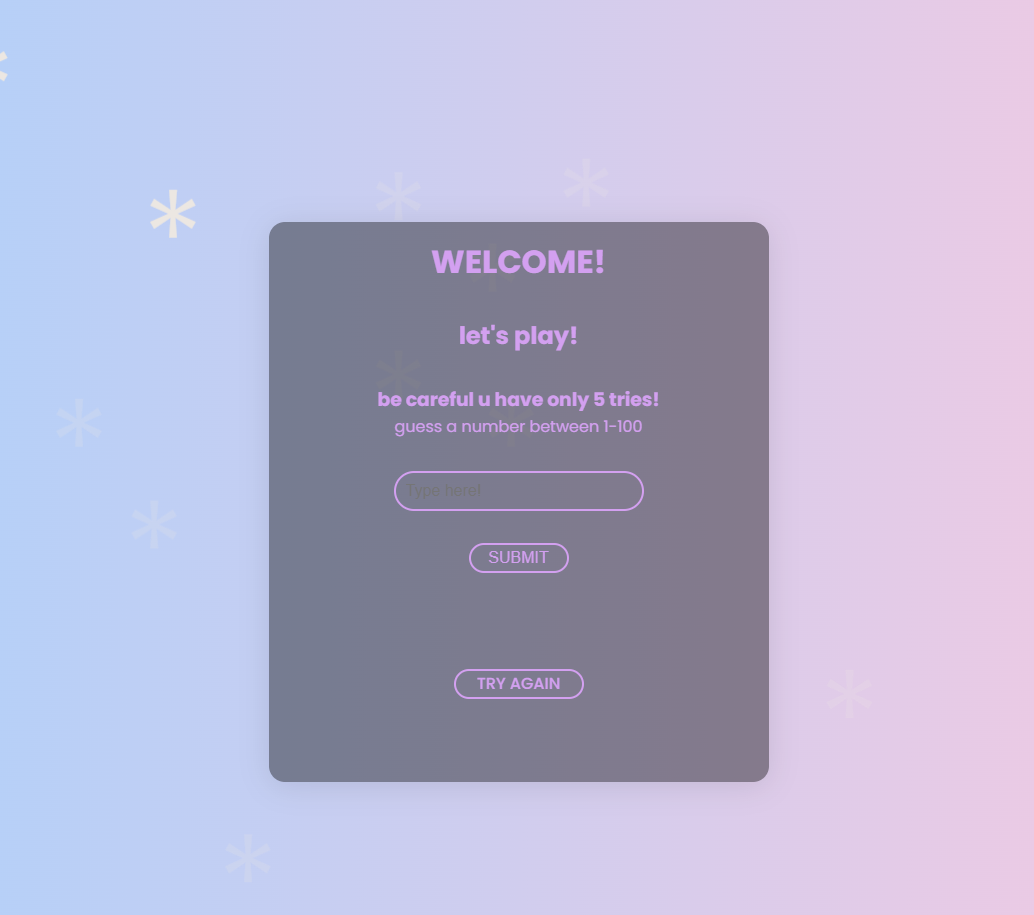 WELCOME!
let's play!
be careful u have only 5 tries!
guess a number between 1-100
Type here!
SUBMIT
TRY AGAIN